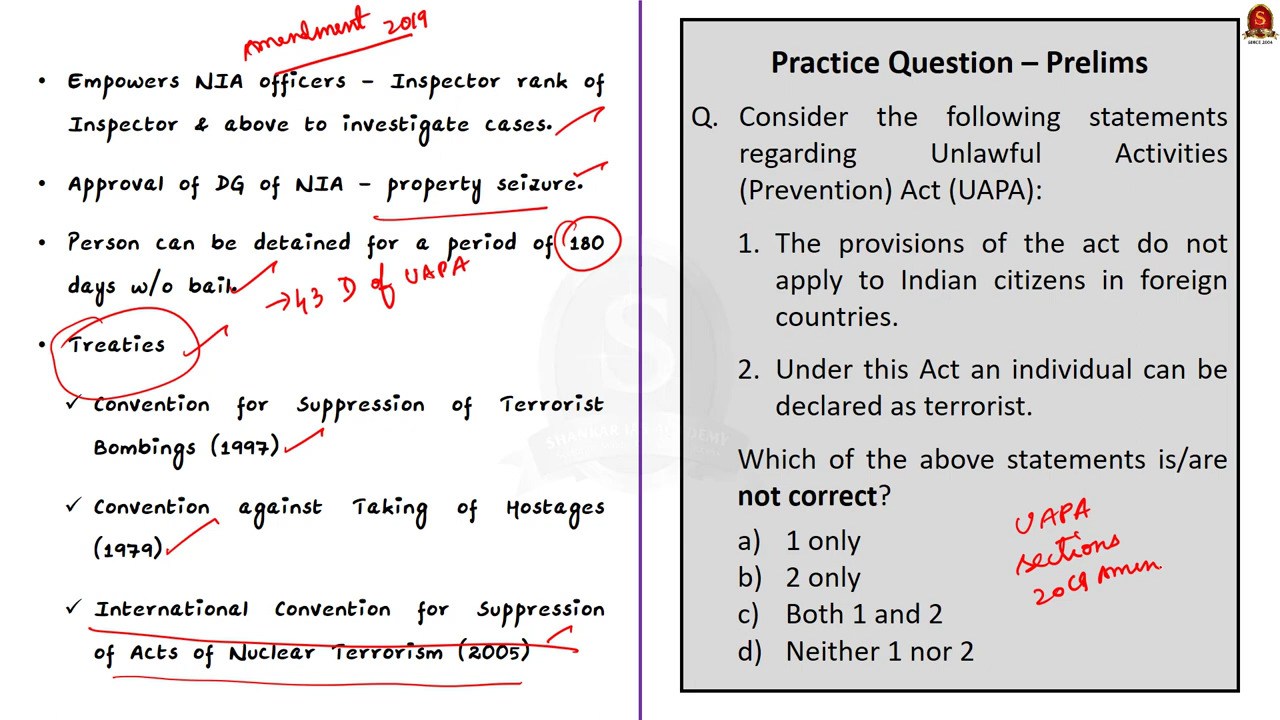 Amendment 2019
• Empowers NIA officers – Inspector rank of
Inspector & above to investigate cases.
• Approval of DG of NIA – property seizure.
• Person can be detained for a period of 180
days w/o bail.
→ 43 D of UAPA
• Treaties
✓ Convention for Suppression of Terrorist
Bombings (1997)
✓ Convention against Taking of Hostages
(1979)
✓ International Convention for Suppression
of Acts of Nuclear Terrorism (2005)
SHANKAR IAS ACADEMY
SINCE 2004
Practice Question – Prelims
Q. Consider the following statements
regarding Unlawful Activities
(Prevention) Act (UAPA):
1. The provisions of the act do not
apply to Indian citizens in foreign
countries.
2. Under this Act an individual can be
declared as terrorist.
Which of the above statements is/are
not correct?
a) 1 only
b) 2 only
c) Both 1 and 2
d) Neither 1 nor 2
UAPA
sections
2019 Amen.